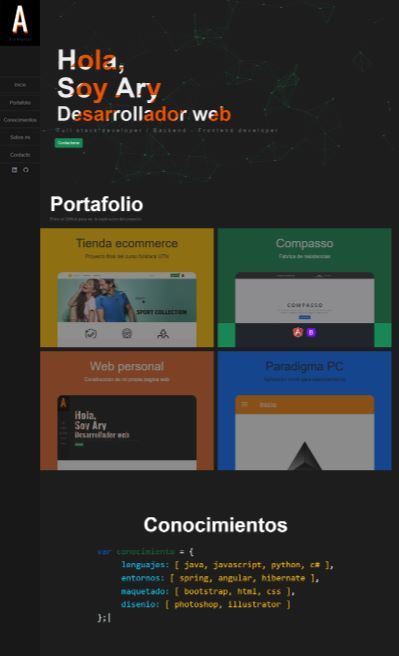 A
Inicio
Portafolio
Conocimientos
Sobre mi
Contacto
Hola,
Soy Ary
Desarrollador web
Full stack developer / Backend - Frontend developer
Contactame
Portafolio
Tienda ecommerce
Proyecto final del curso fullstack UTN
SPORT COLLECTION
Compasso
Fabrica de residencias
COMPASSO
Web personal
Construccion de mi propia pagina web
Hola,
Soy Ary
Desarrollador web
Paradigma PC
Inicio
Conocimientos
var conocimiento = {
lenguajes: [ java, javascript, python, c# ],
entornos: [ spring, angular, hibernate ],
maquetado: [ bootstrap, html, css ],
disenio: [ photoshop, illustrator ]
};|